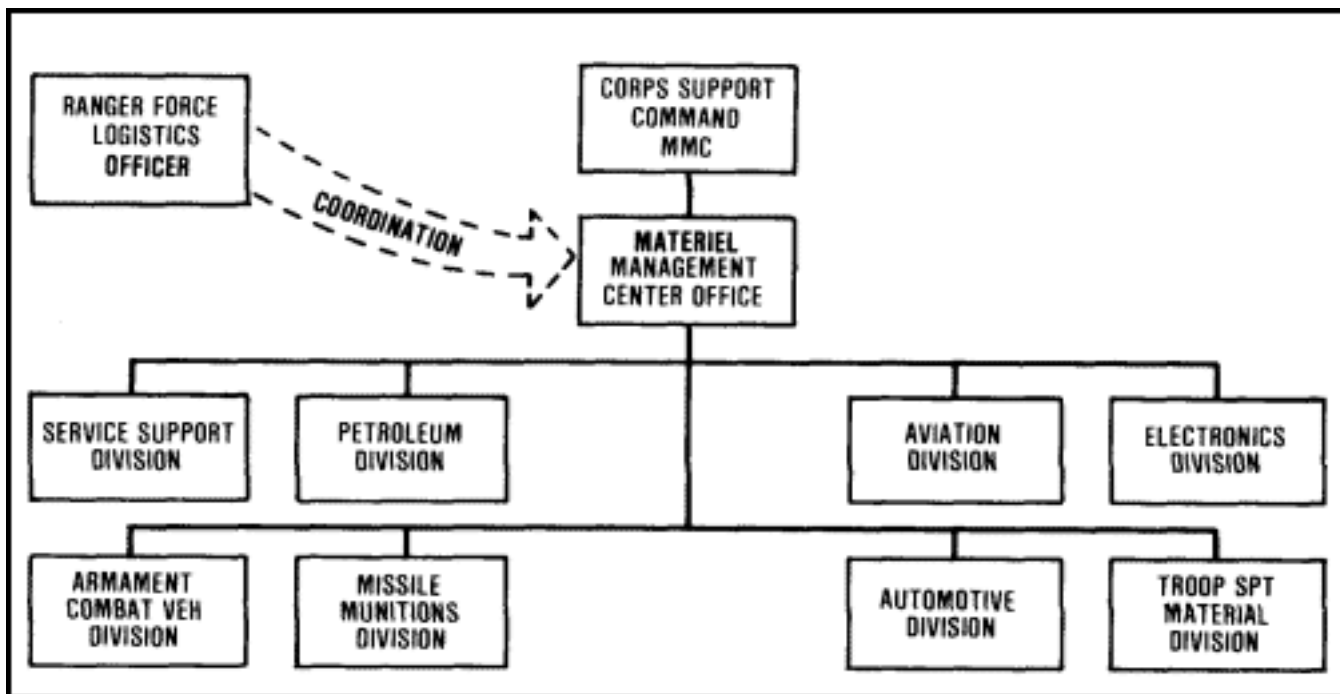 RANGER FORCE
LOGISTICS
OFFICER
COORDINATION
CORPS SUPPORT
COMMAND
MMC
MATERIEL
MANAGEMENT
CENTER OFFICE
SERVICE SUPPORT
DIVISION
PETROLEUM
DIVISION
AVIATION
DIVISION
ELECTRONICS
DIVISION
ARMAMENT
COMBAT VEH
DIVISION
MISSILE
MUNITIONS
DIVISION
AUTOMOTIVE
DIVISION
TROOP SPT
MATERIAL
DIVISION